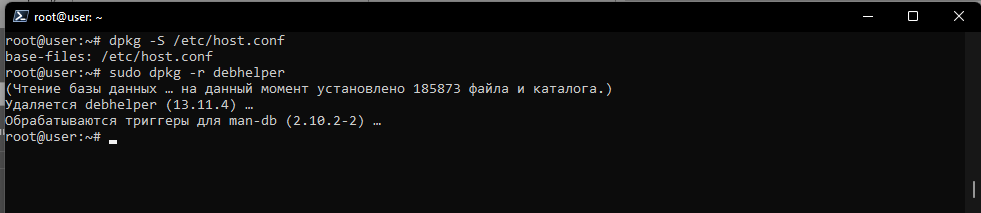 root@user: ~
root@user:~# dpkg -S /etc/host.conf
base-files: /etc/host.conf
root@user:~# sudo dpkg -r debhelper
(Чтение базы данных … на данный момент установлено 185873 файла и каталога.)
Удаляется debhelper (13.11.4) …
Обрабатываются триггеры для man-db (2.10.2-2) …
root@user:~#